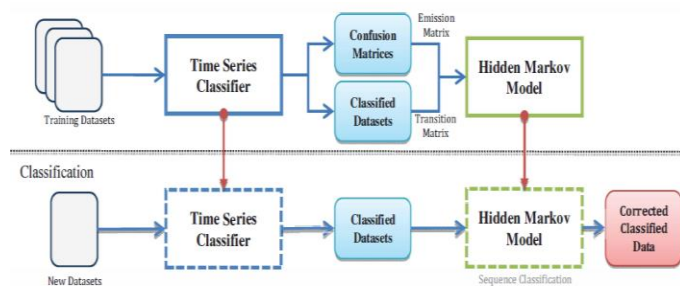 Training Datasets
Time Series
Classifier
Confusion
Matrices
Classified
Datasets
Emission
Matrix
Transition
Matrix
Hidden Markov
Model
Classification
New Datasets
Time Series
Classifier
Classified
Datasets
Hidden Markov
Model
Sequence Classification
Corrected
Classified
Data